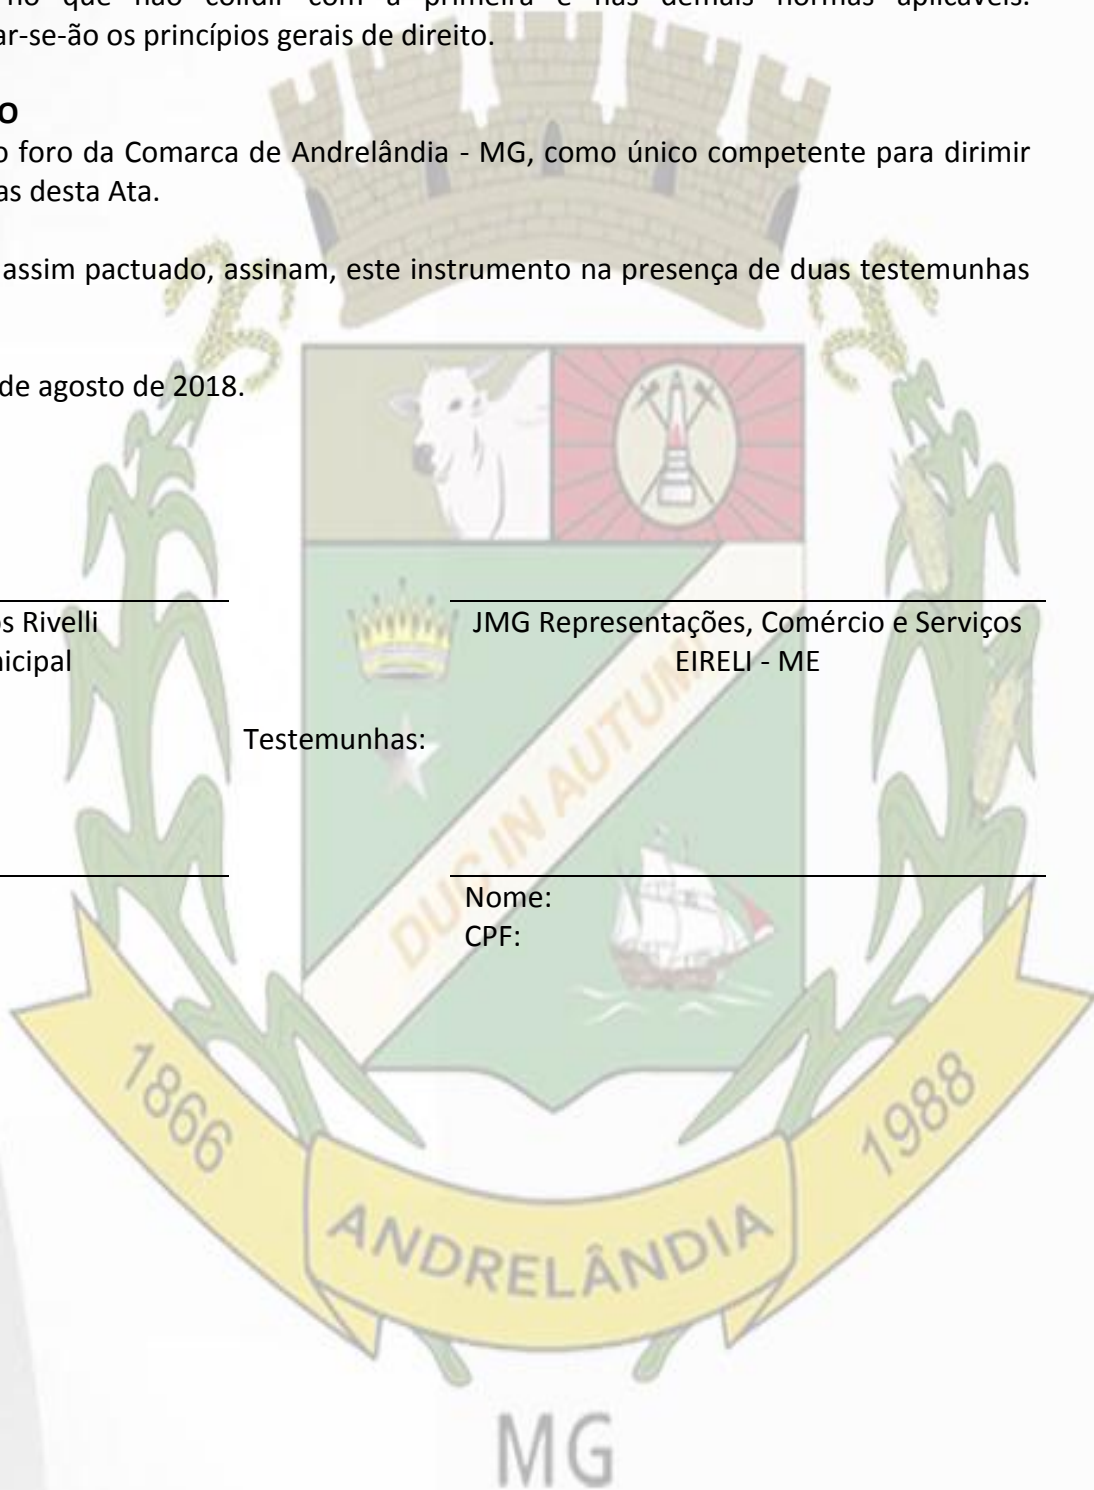 no que não colidir com a primeira e nas demais normas aplicáveis.
ar-se-ão os princípios gerais de direito.
O
o foro da Comarca de Andrelândia - MG, como único competente para dirimir
as desta Ata.
assim pactuado, assinam, este instrumento na presença de duas testemunhas
de agosto de 2018.
os Rivelli
nicipal
JMG Representações, Comércio e Serviços
EIRELI - ME
Testemunhas:
Nome:
CPF:
DUC IN AUTUM
1866
ANDRELÂNDIA
1988
MG